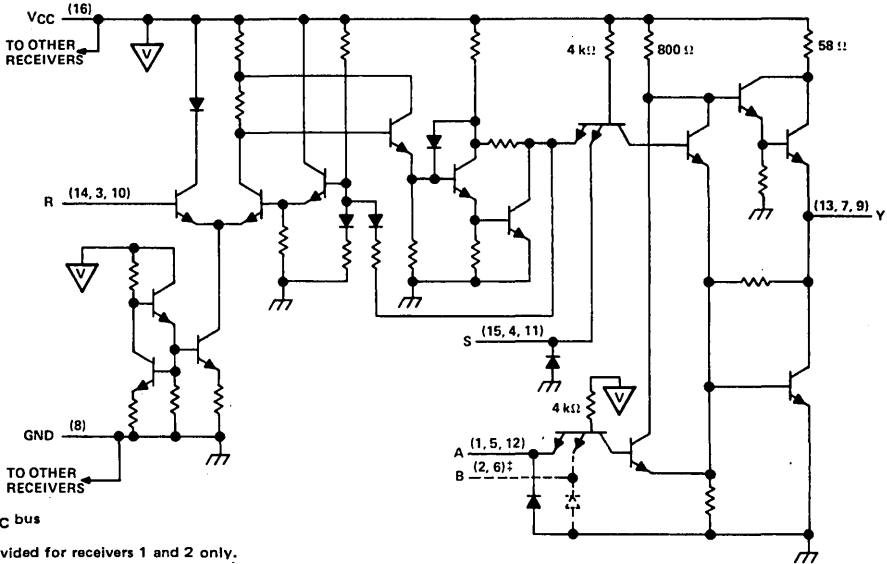 VCC (16)
TO OTHER
RECEIVERS
V
4 kΩ
800 Ω
58 Ω
R (14, 3, 10)
(13, 7, 9) Y
V
S (15, 4, 11)
V
4 kΩ
GND (8)
A (1, 5, 12)
B (2, 6)‡
TO OTHER
RECEIVERS
C bus
vided for receivers 1 and 2 only.